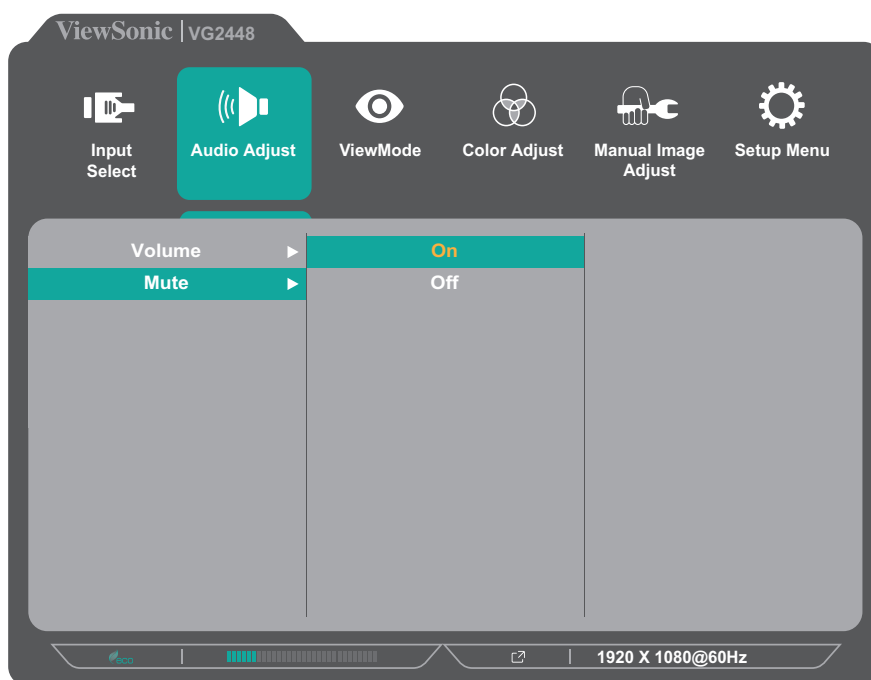 ViewSonic | VG2448
Input
Select
Audio Adjust
ViewMode
Color Adjust
Manual Image
Adjust
Setup Menu
Volume
On
Mute
Off
eco
1920 X 1080@60Hz